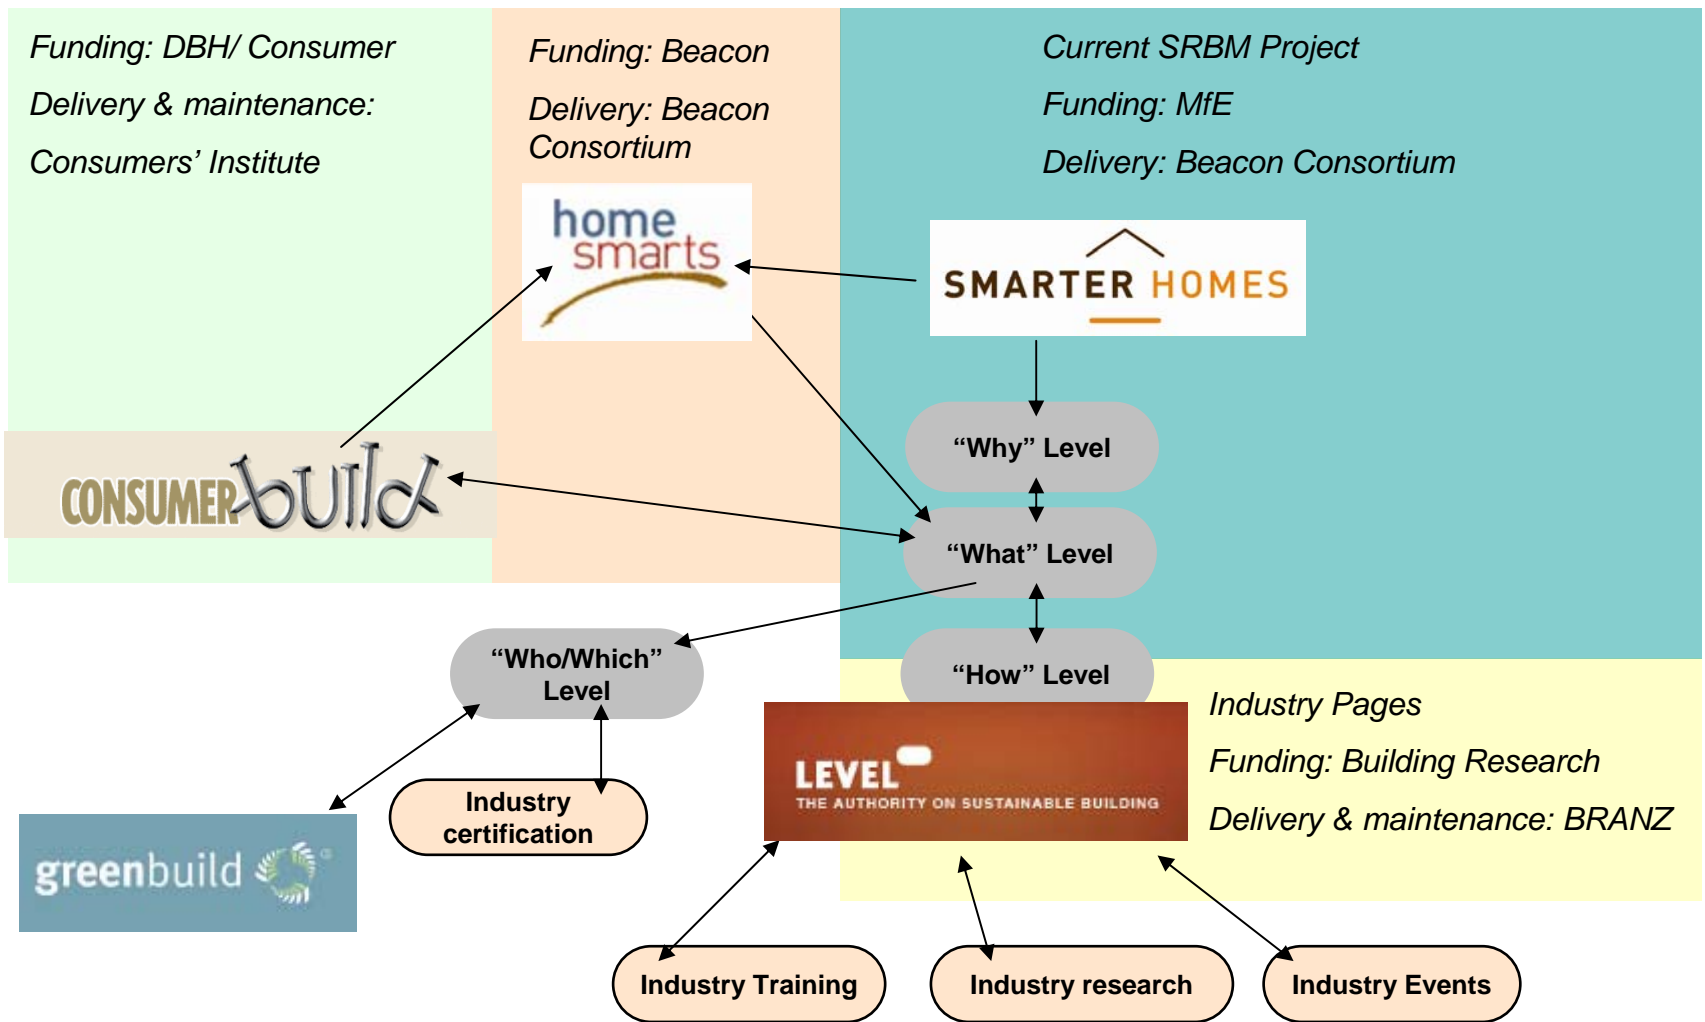 Funding: DBH/ Consumer
Delivery & maintenance:
Consumers’ Institute
Funding: Beacon
Delivery: Beacon
Consortium
Current SRBM Project
Funding: MfE
Delivery: Beacon Consortium
home
smarts
SMARTER HOMES
“Why” Level
CONSUMER build
“What” Level
“Who/Which”
Level
“How” Level
Industry Pages
Funding: Building Research
Delivery & maintenance: BRANZ
LEVEL
THE AUTHORITY ON SUSTAINABLE BUILDING
Industry
certification
greenbuild ®
Industry Training
Industry research
Industry Events